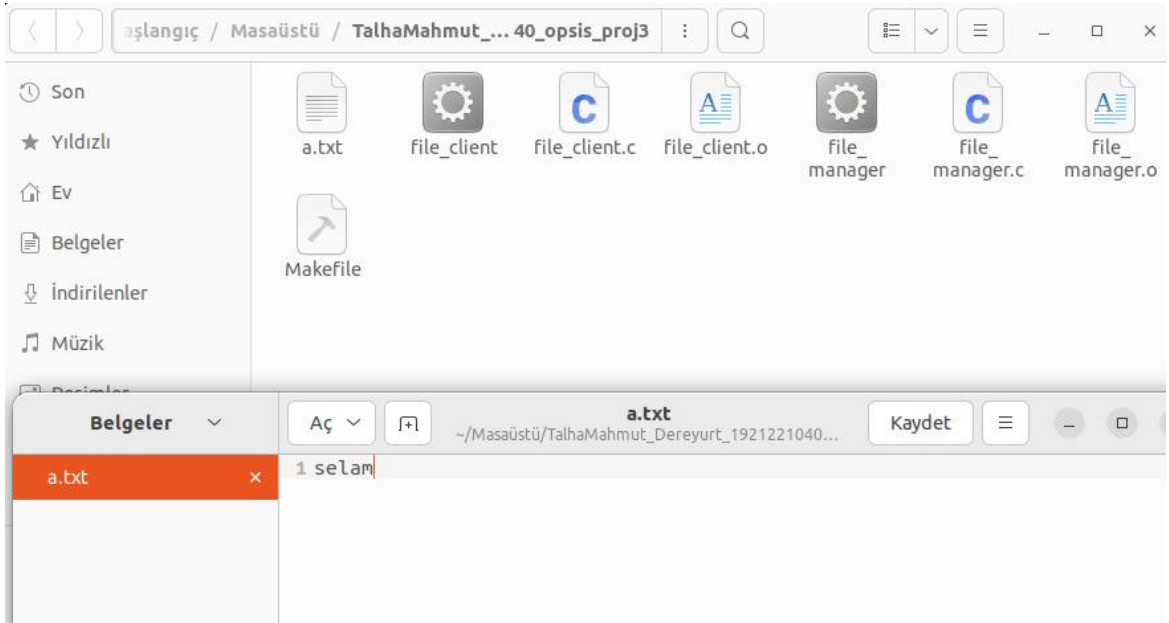 aşlangıç / Masaüstü / TalhaMahmut_... 40_opsis_proj3
Son
Yıldızlı
Ev
Belgeler
İndirilenler
Müzik
a.txt
file_client
file_client.c
file_client.o
file_
manager
file_
manager.c
file_
manager.o
Makefile
Belgeler
Aç
a.txt
~/Masaüstü/TalhaMahmut_Dereyurt_1921221040...
Kaydet
a.txt
1 selam